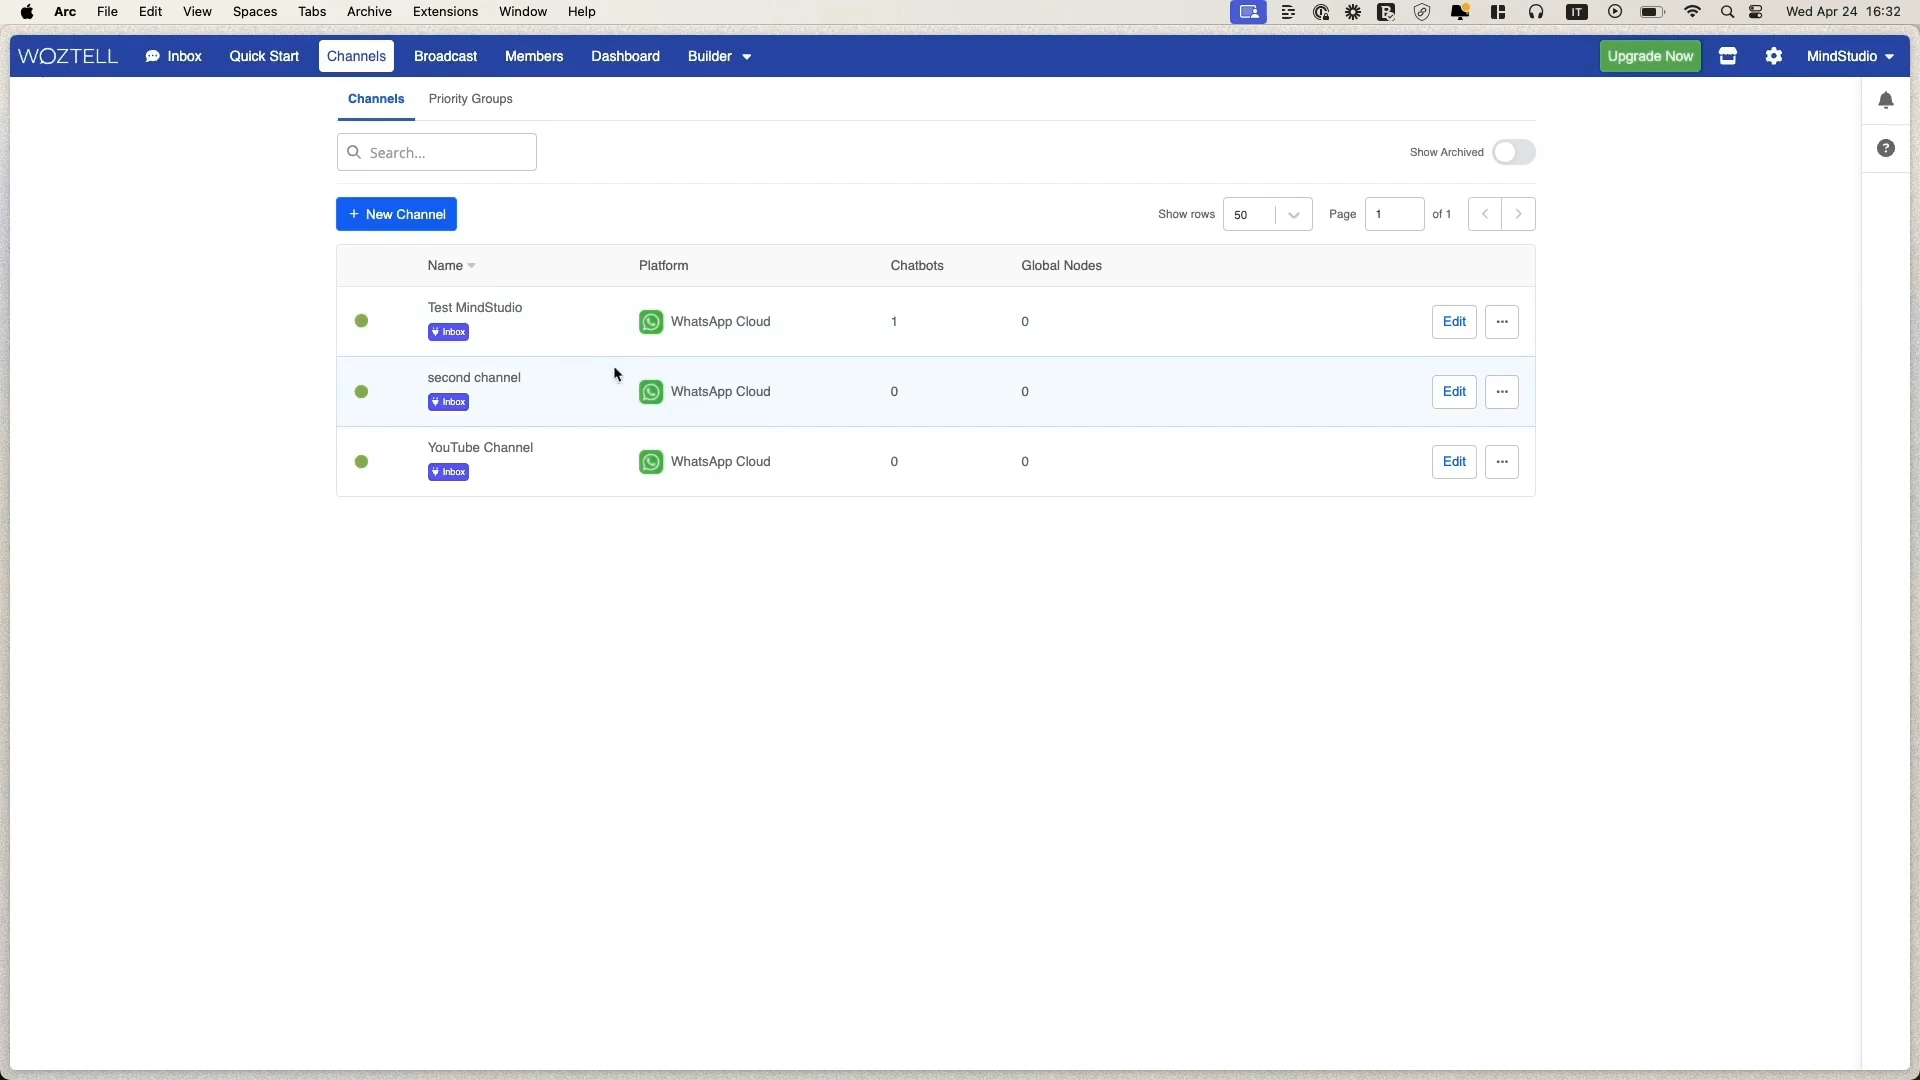 Arc File Edit View Spaces Tabs Archive Extensions Window Help IT Wed Apr 24 16:32
WOZTELL Inbox Quick Start Channels Broadcast Members Dashboard Builder Upgrade Now MindStudio
Channels Priority Groups
Search... Show Archived
+ New Channel Show rows 50 Page 1 of 1
Name Platform Chatbots Global Nodes
Test MindStudio
Inbox WhatsApp Cloud 1 0 Edit ...
second channel
Inbox WhatsApp Cloud 0 0 Edit ...
YouTube Channel
Inbox WhatsApp Cloud 0 0 Edit ...